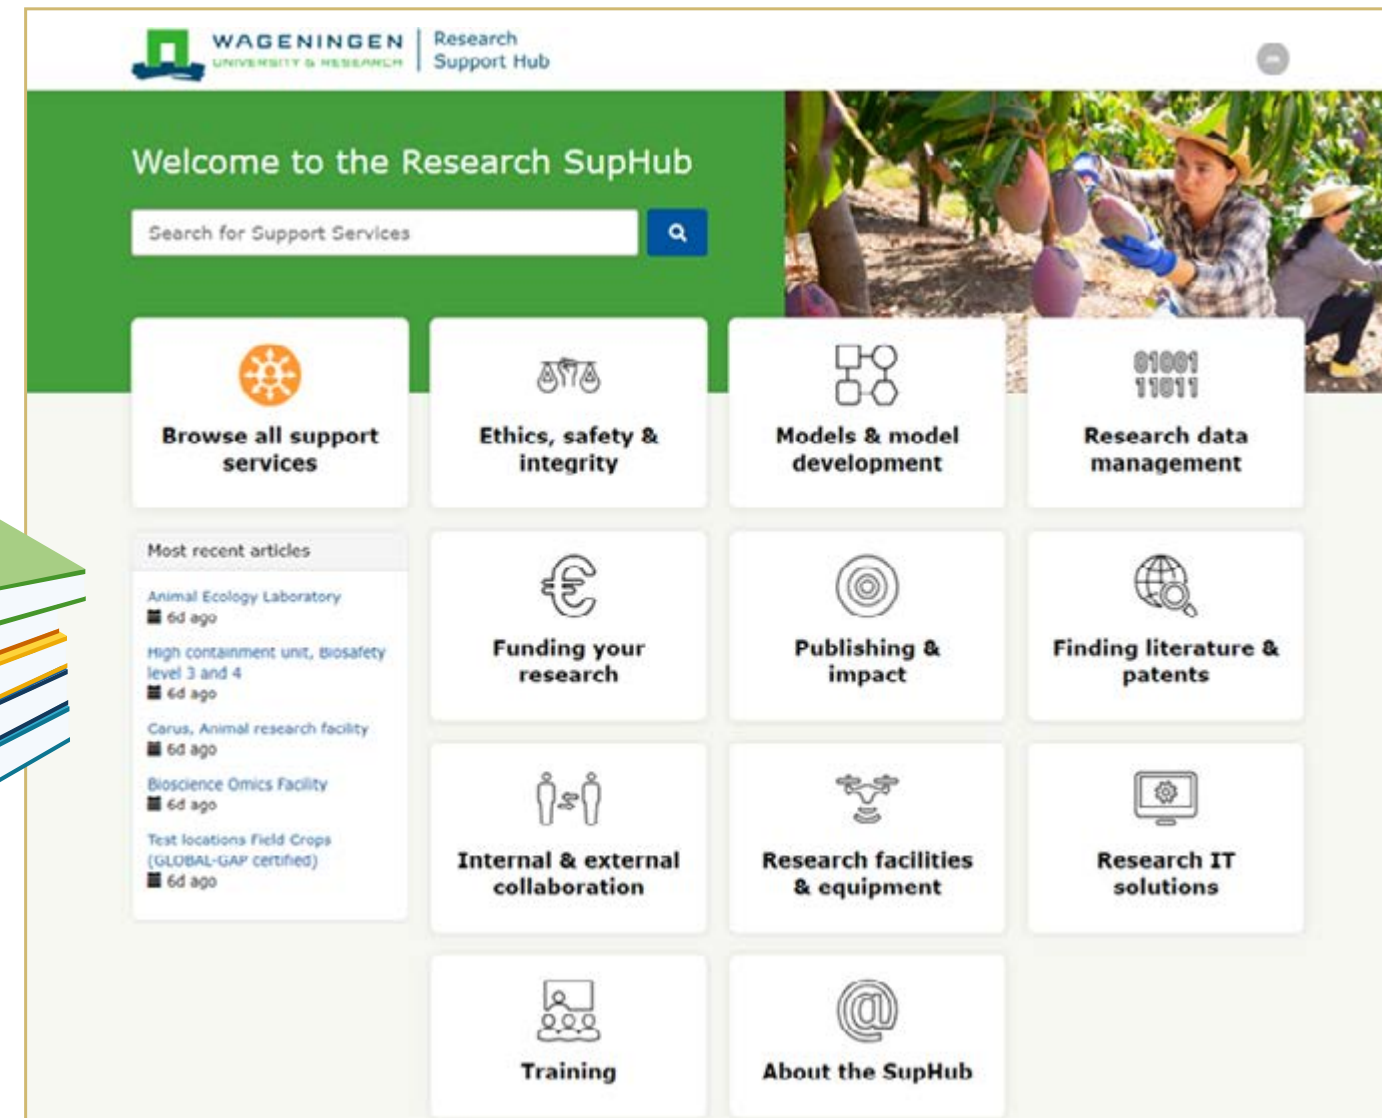 WAGENINGEN
UNIVERSITY & RESEARCH
Research
Support Hub
Welcome to the Research SupHub
Search for Support Services
Browse all support
services
Ethics, safety &
integrity
Models & model
development
01001
11011
Research data
management
Most recent articles
Animal Ecology Laboratory
6d ago
High containment unit, Biosafety
level 3 and 4
6d ago
Carus, Animal research facility
6d ago
Bioscience Omics Facility
6d ago
Test locations Field Crops
(GLOBAL-GAP certified)
6d ago
Funding your
research
Publishing &
impact
Finding literature &
patents
Internal & external
collaboration
Research facilities
& equipment
Research IT
solutions
Training
About the SupHub